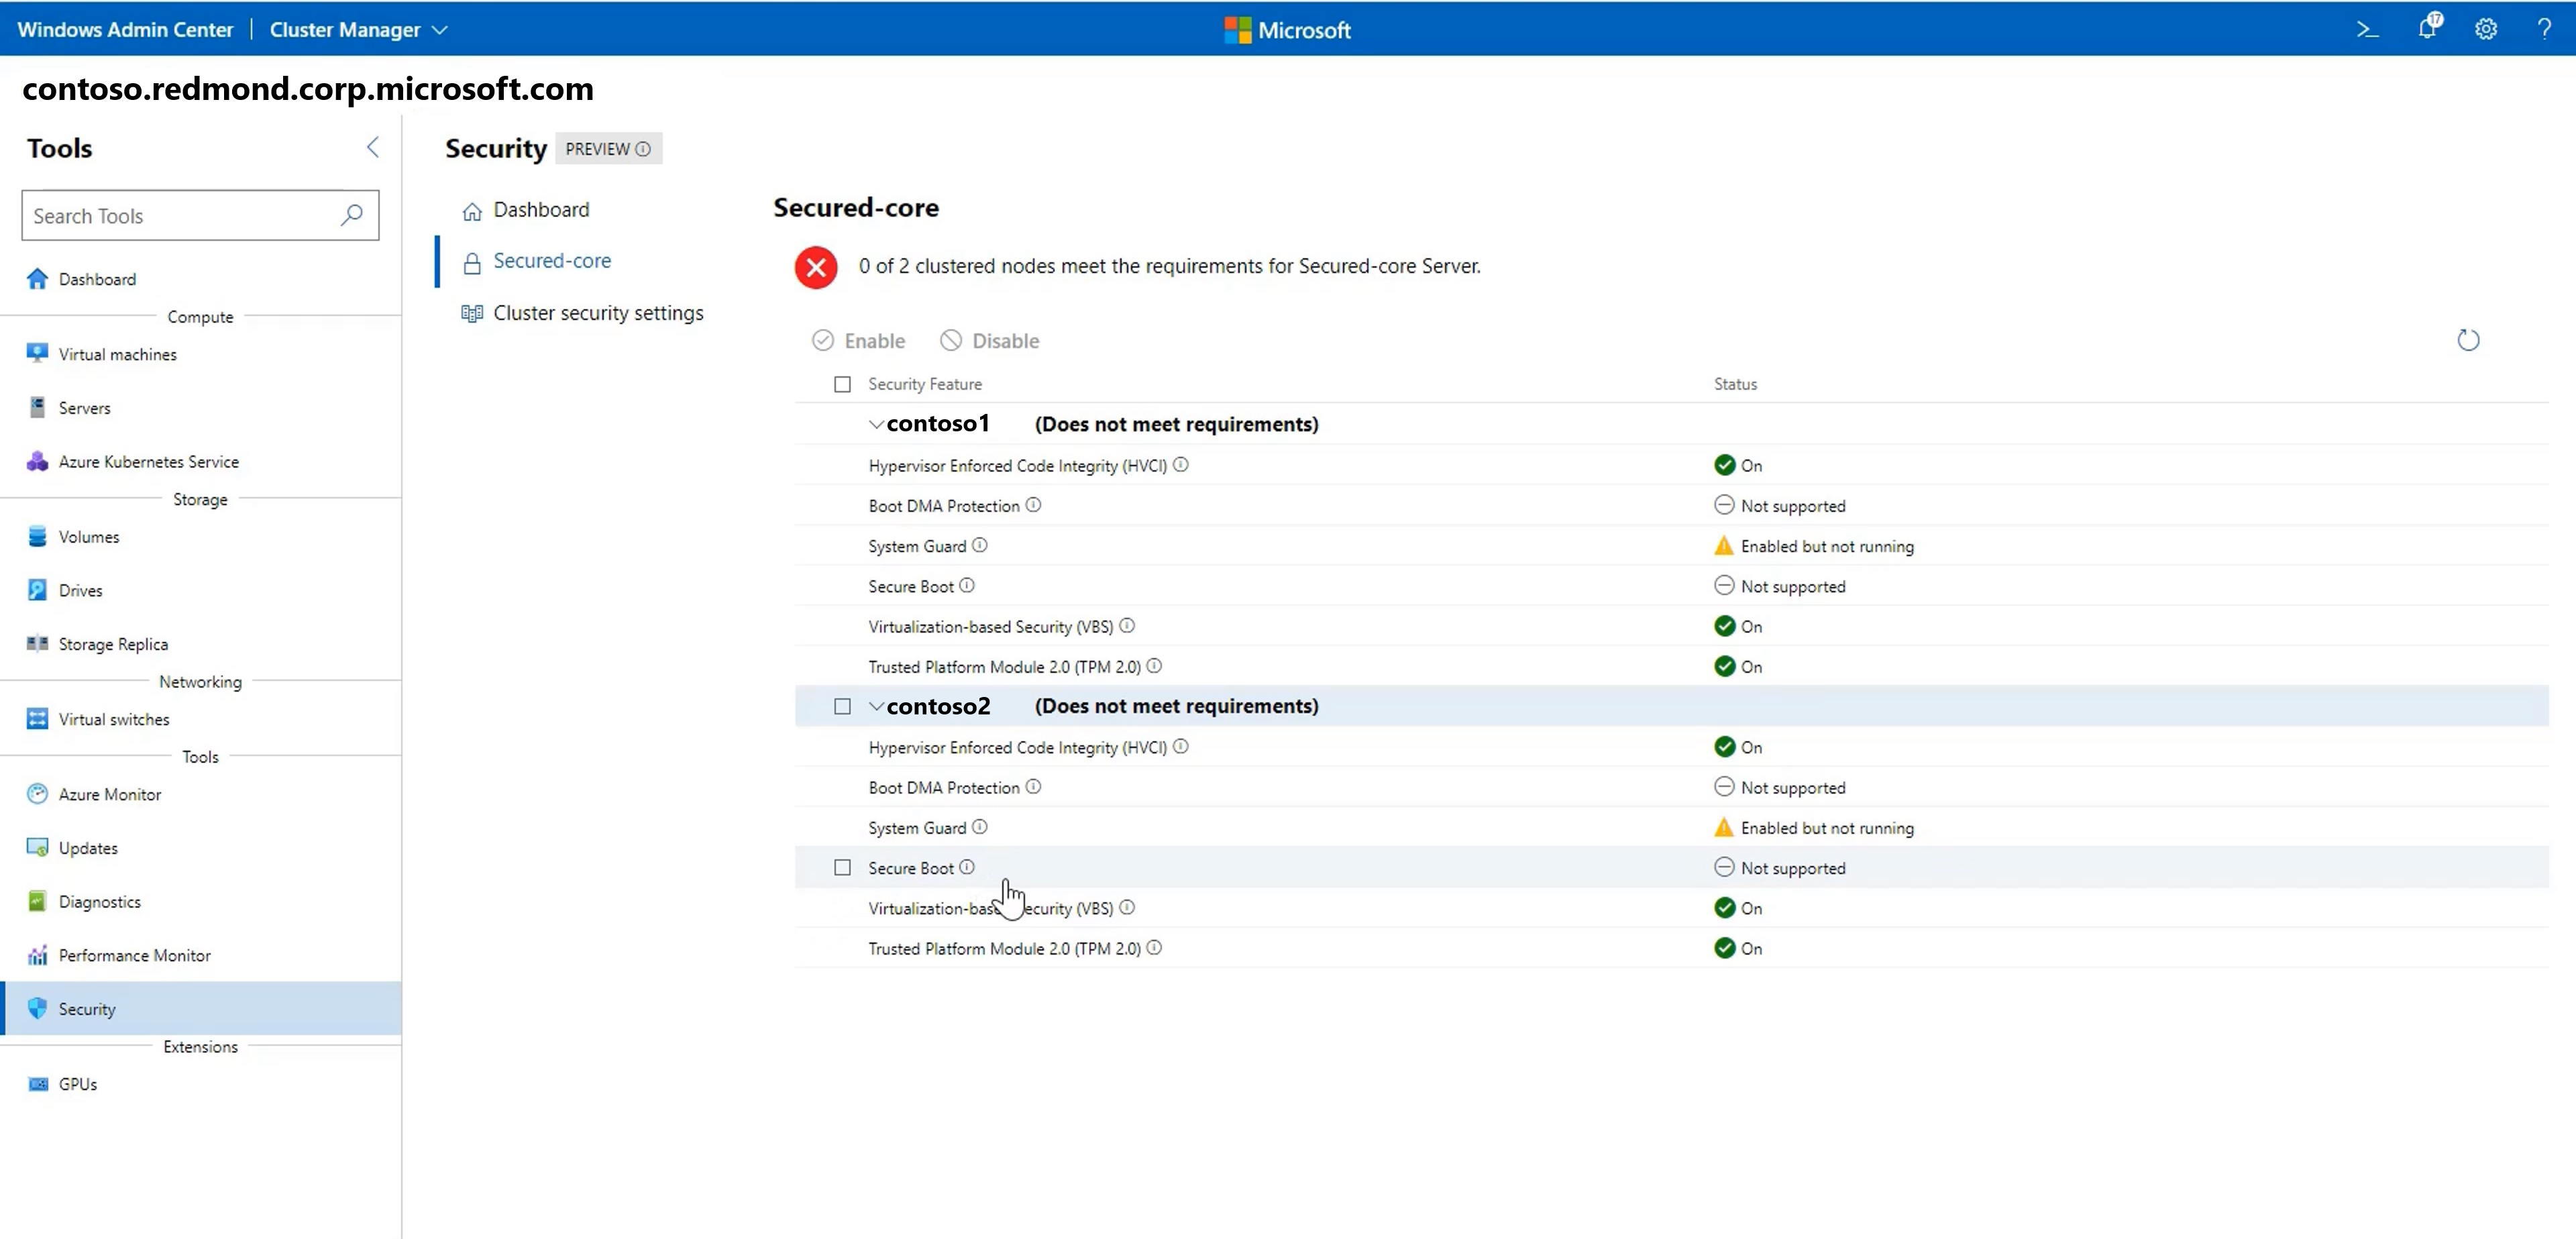 Windows Admin Center | Cluster Manager
Microsoft
17
contoso.redmond.corp.microsoft.com
Tools
Search Tools
Dashboard
Compute
Virtual machines
Servers
Azure Kubernetes Service
Storage
Volumes
Drives
Storage Replica
Networking
Virtual switches
Tools
Azure Monitor
Updates
Diagnostics
Performance Monitor
Security
Extensions
GPUs
Security PREVIEW
Dashboard
Secured-core
Cluster security settings
Secured-core
0 of 2 clustered nodes meet the requirements for Secured-core Server.
Enable Disable
Security Feature Status
contoso1 (Does not meet requirements)
Hypervisor Enforced Code Integrity (HVCI) On
Boot DMA Protection Not supported
System Guard Enabled but not running
Secure Boot Not supported
Virtualization-based Security (VBS) On
Trusted Platform Module 2.0 (TPM 2.0) On
contoso2 (Does not meet requirements)
Hypervisor Enforced Code Integrity (HVCI) On
Boot DMA Protection Not supported
System Guard Enabled but not running
Secure Boot Not supported
Virtualization-based Security (VBS) On
Trusted Platform Module 2.0 (TPM 2.0) On